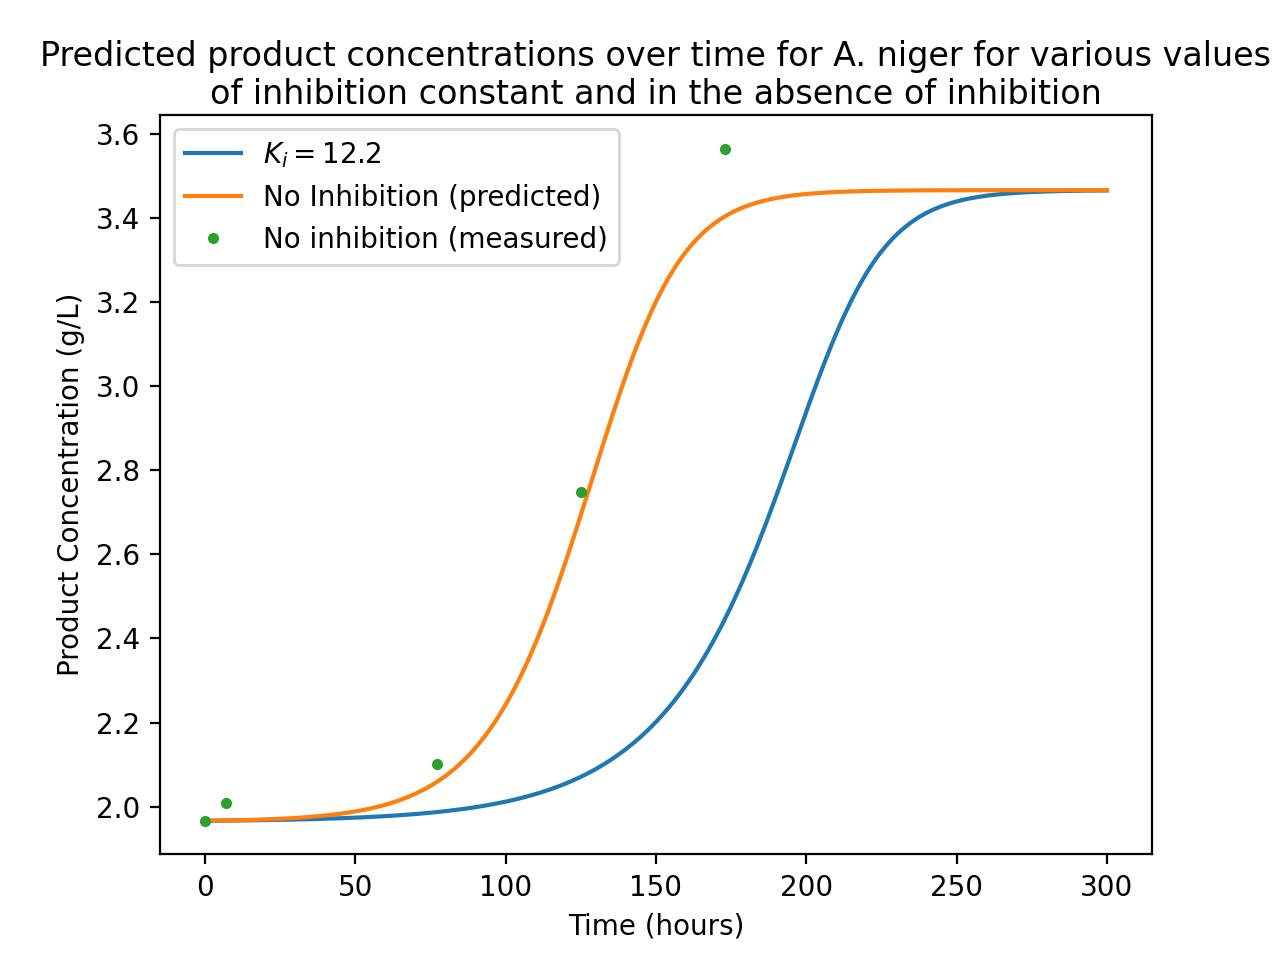 Predicted product concentrations over time for A. niger for various values
of inhibition constant and in the absence of inhibition
K_i = 12.2
No Inhibition (predicted)
No inhibition (measured)
3.6
3.4
3.2
3.0
2.8
2.6
2.4
2.2
2.0
Product Concentration (g/L)
0 50 100 150 200 250 300
Time (hours)